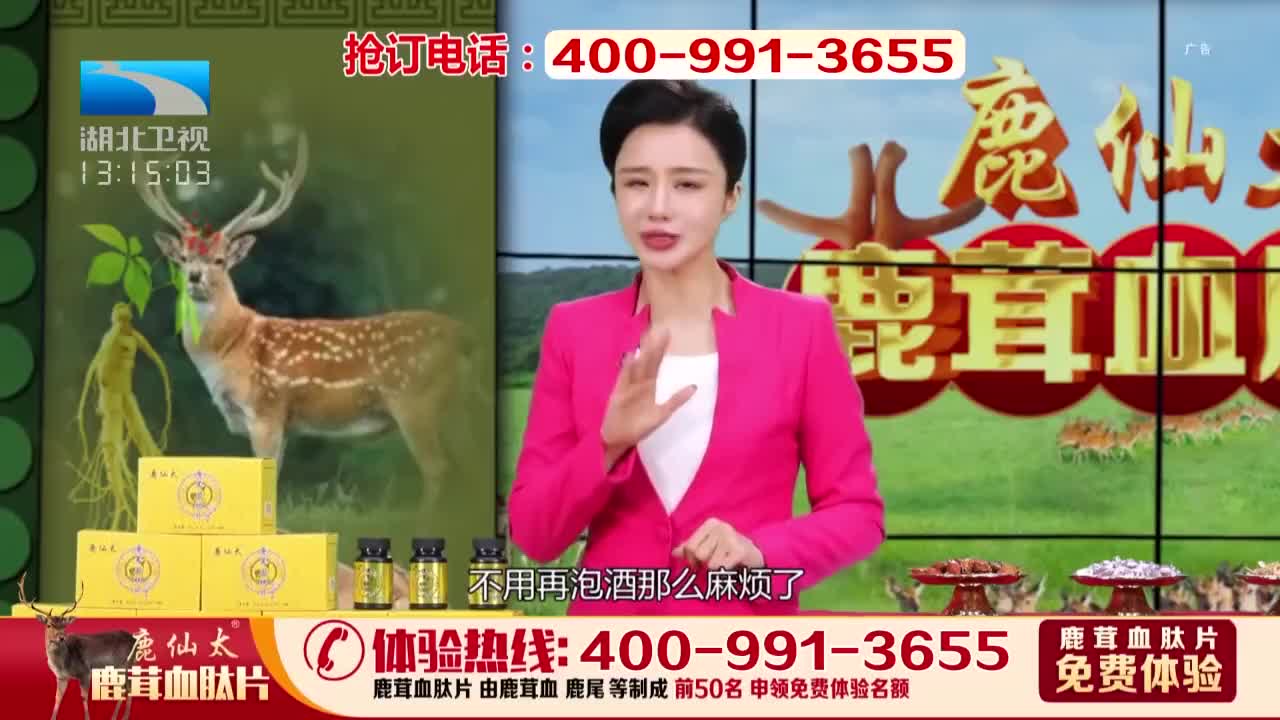 抢订电话：400-991-3655
广告
湖北卫视
13:15:03
鹿仙
鹿茸血
鹿仙太
鹿仙太
鹿仙太
不用再泡酒那么麻烦了
鹿仙太®
鹿茸血肽片
体验热线:400-991-3655
鹿茸血肽片 由鹿茸血 鹿尾 等制成 前50名 申领免费体验名额
鹿茸血肽片
免费体验